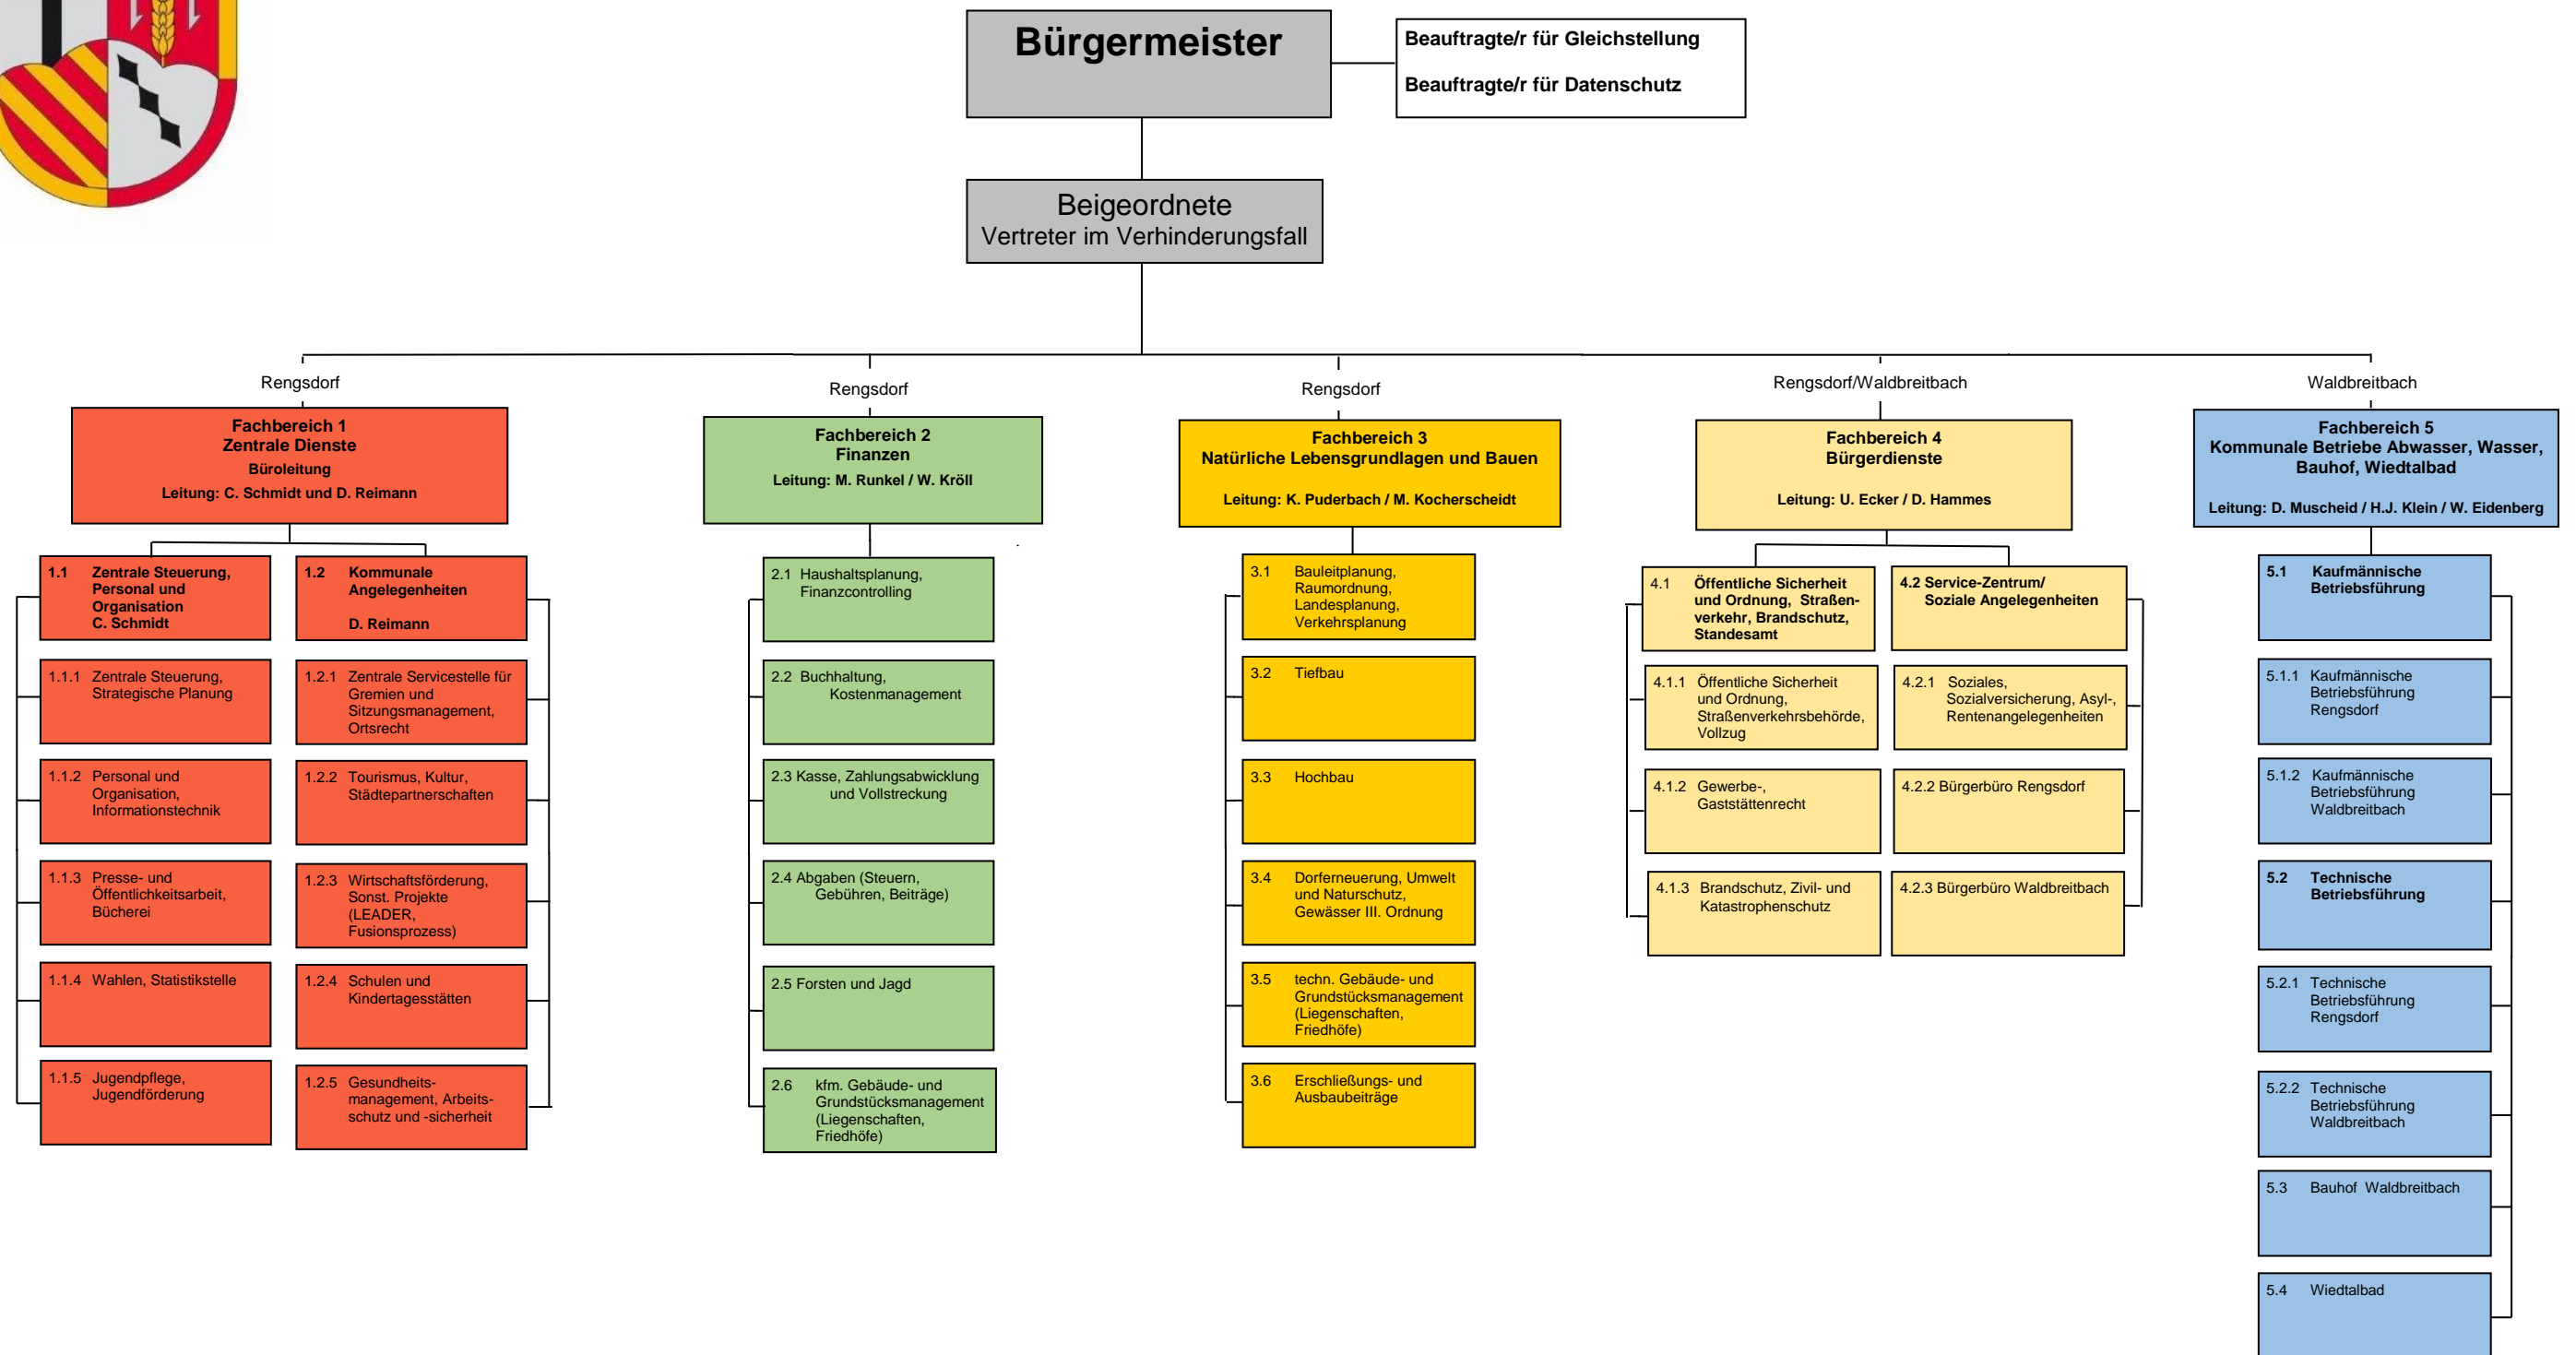 Bürgermeister
Beauftragte/r für Gleichstellung
Beauftragte/r für Datenschutz
Beigeordnete
Vertreter im Verhinderungsfall
Rengsdorf
Fachbereich 1
Zentrale Dienste
Büroleitung
Leitung: C. Schmidt und D. Reimann
1.1 Zentrale Steuerung,
Personal und
Organisation
C. Schmidt
1.1.1 Zentrale Steuerung,
Strategische Planung
1.1.2 Personal und
Organisation,
Informationstechnik
1.1.3 Presse- und
Öffentlichkeitsarbeit,
Bücherei
1.1.4 Wahlen, Statistikstelle
1.1.5 Jugendpflege,
Jugendförderung
1.2 Kommunale
Angelegenheiten
D. Reimann
1.2.1 Zentrale Servicestelle für
Gremien und
Sitzungsmanagement,
Ortsrecht
1.2.2 Tourismus, Kultur,
Städtepartnerschaften
1.2.3 Wirtschaftsförderung,
Sonst. Projekte
(LEADER,
Fusionsprozess)
1.2.4 Schulen und
Kindertagesstätten
1.2.5 Gesundheits-
management, Arbeits-
schutz und -sicherheit
Rengsdorf
Fachbereich 2
Finanzen
Leitung: M. Runkel / W. Kröll
2.1 Haushaltsplanung,
Finanzcontrolling
2.2 Buchhaltung,
Kostenmanagement
2.3 Kasse, Zahlungsabwicklung
und Vollstreckung
2.4 Abgaben (Steuern,
Gebühren, Beiträge)
2.5 Forsten und Jagd
2.6 kfm. Gebäude- und
Grundstücksmanagement
(Liegenschaften,
Friedhöfe)
Rengsdorf
Fachbereich 3
Natürliche Lebensgrundlagen und Bauen
Leitung: K. Puderbach / M. Kocherscheidt
3.1 Bauleitplanung,
Raumordnung,
Landesplanung,
Verkehrsplanung
3.2 Tiefbau
3.3 Hochbau
3.4 Dorferneuerung, Umwelt
und Naturschutz,
Gewässer III. Ordnung
3.5 techn. Gebäude- und
Grundstücksmanagement
(Liegenschaften,
Friedhöfe)
3.6 Erschließungs- und
Ausbaubeiträge
Rengsdorf/Waldbreitbach
Fachbereich 4
Bürgerdienste
Leitung: U. Ecker / D. Hammes
4.1 Öffentliche Sicherheit
und Ordnung, Straßen-
verkehr, Brandschutz,
Standesamt
4.1.1 Öffentliche Sicherheit
und Ordnung,
Straßenverkehrsbehörde,
Vollzug
4.1.2 Gewerbe-,
Gaststättenrecht
4.1.3 Brandschutz, Zivil- und
Katastrophenschutz
4.2 Service-Zentrum/
Soziale Angelegenheiten
4.2.1 Soziales,
Sozialversicherung, Asyl-,
Rentenangelegenheiten
4.2.2 Bürgerbüro Rengsdorf
4.2.3 Bürgerbüro Waldbreitbach
Waldbreitbach
Fachbereich 5
Kommunale Betriebe Abwasser, Wasser,
Bauhof, Wiedtalbad
Leitung: D. Muscheid / H.J. Klein / W. Eidenberg
5.1 Kaufmännische
Betriebsführung
5.1.1 Kaufmännische
Betriebsführung
Rengsdorf
5.1.2 Kaufmännische
Betriebsführung
Waldbreitbach
5.2 Technische
Betriebsführung
5.2.1 Technische
Betriebsführung
Rengsdorf
5.2.2 Technische
Betriebsführung
Waldbreitbach
5.3 Bauhof Waldbreitbach
5.4 Wiedtalbad